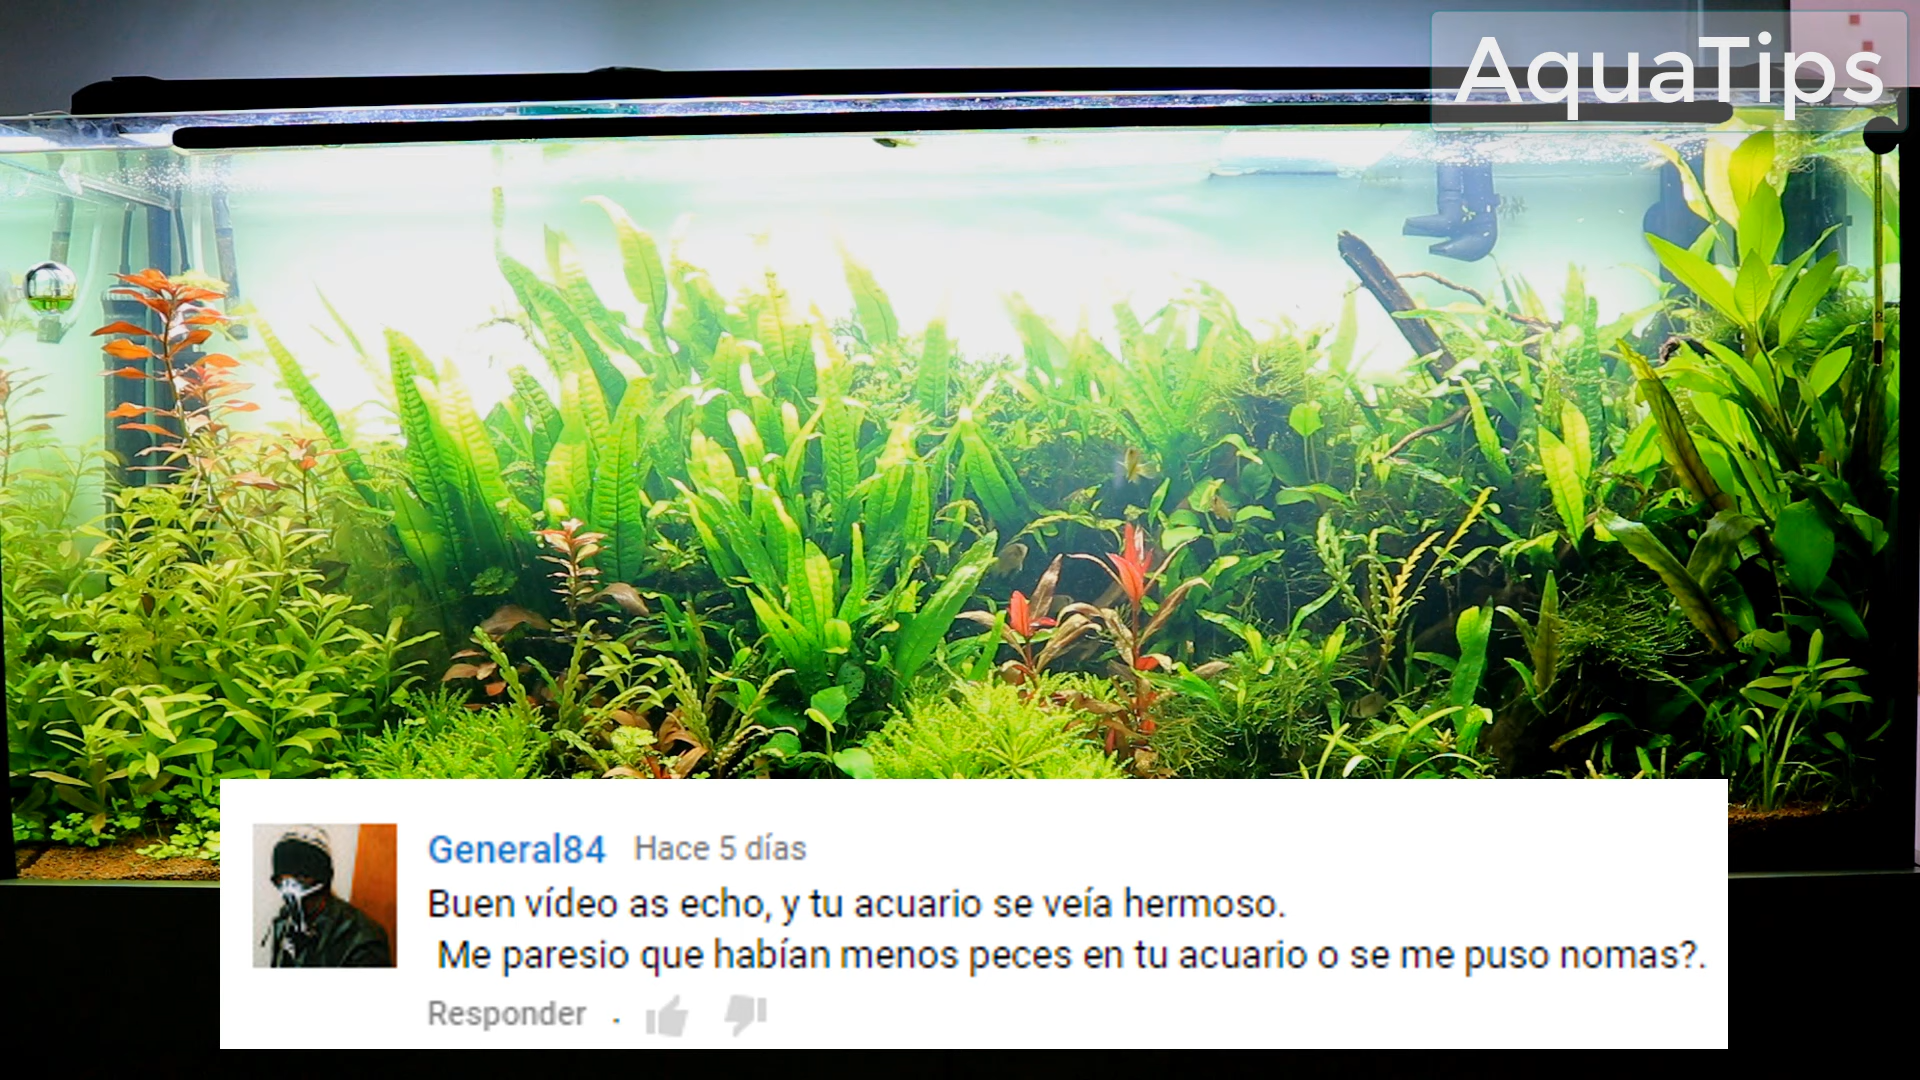 AquaTips
General84 Hace 5 días
Buen vídeo as echo, y tu acuario se veía hermoso.
Me paresio que habían menos peces en tu acuario o se me puso nomas?.
Responder .